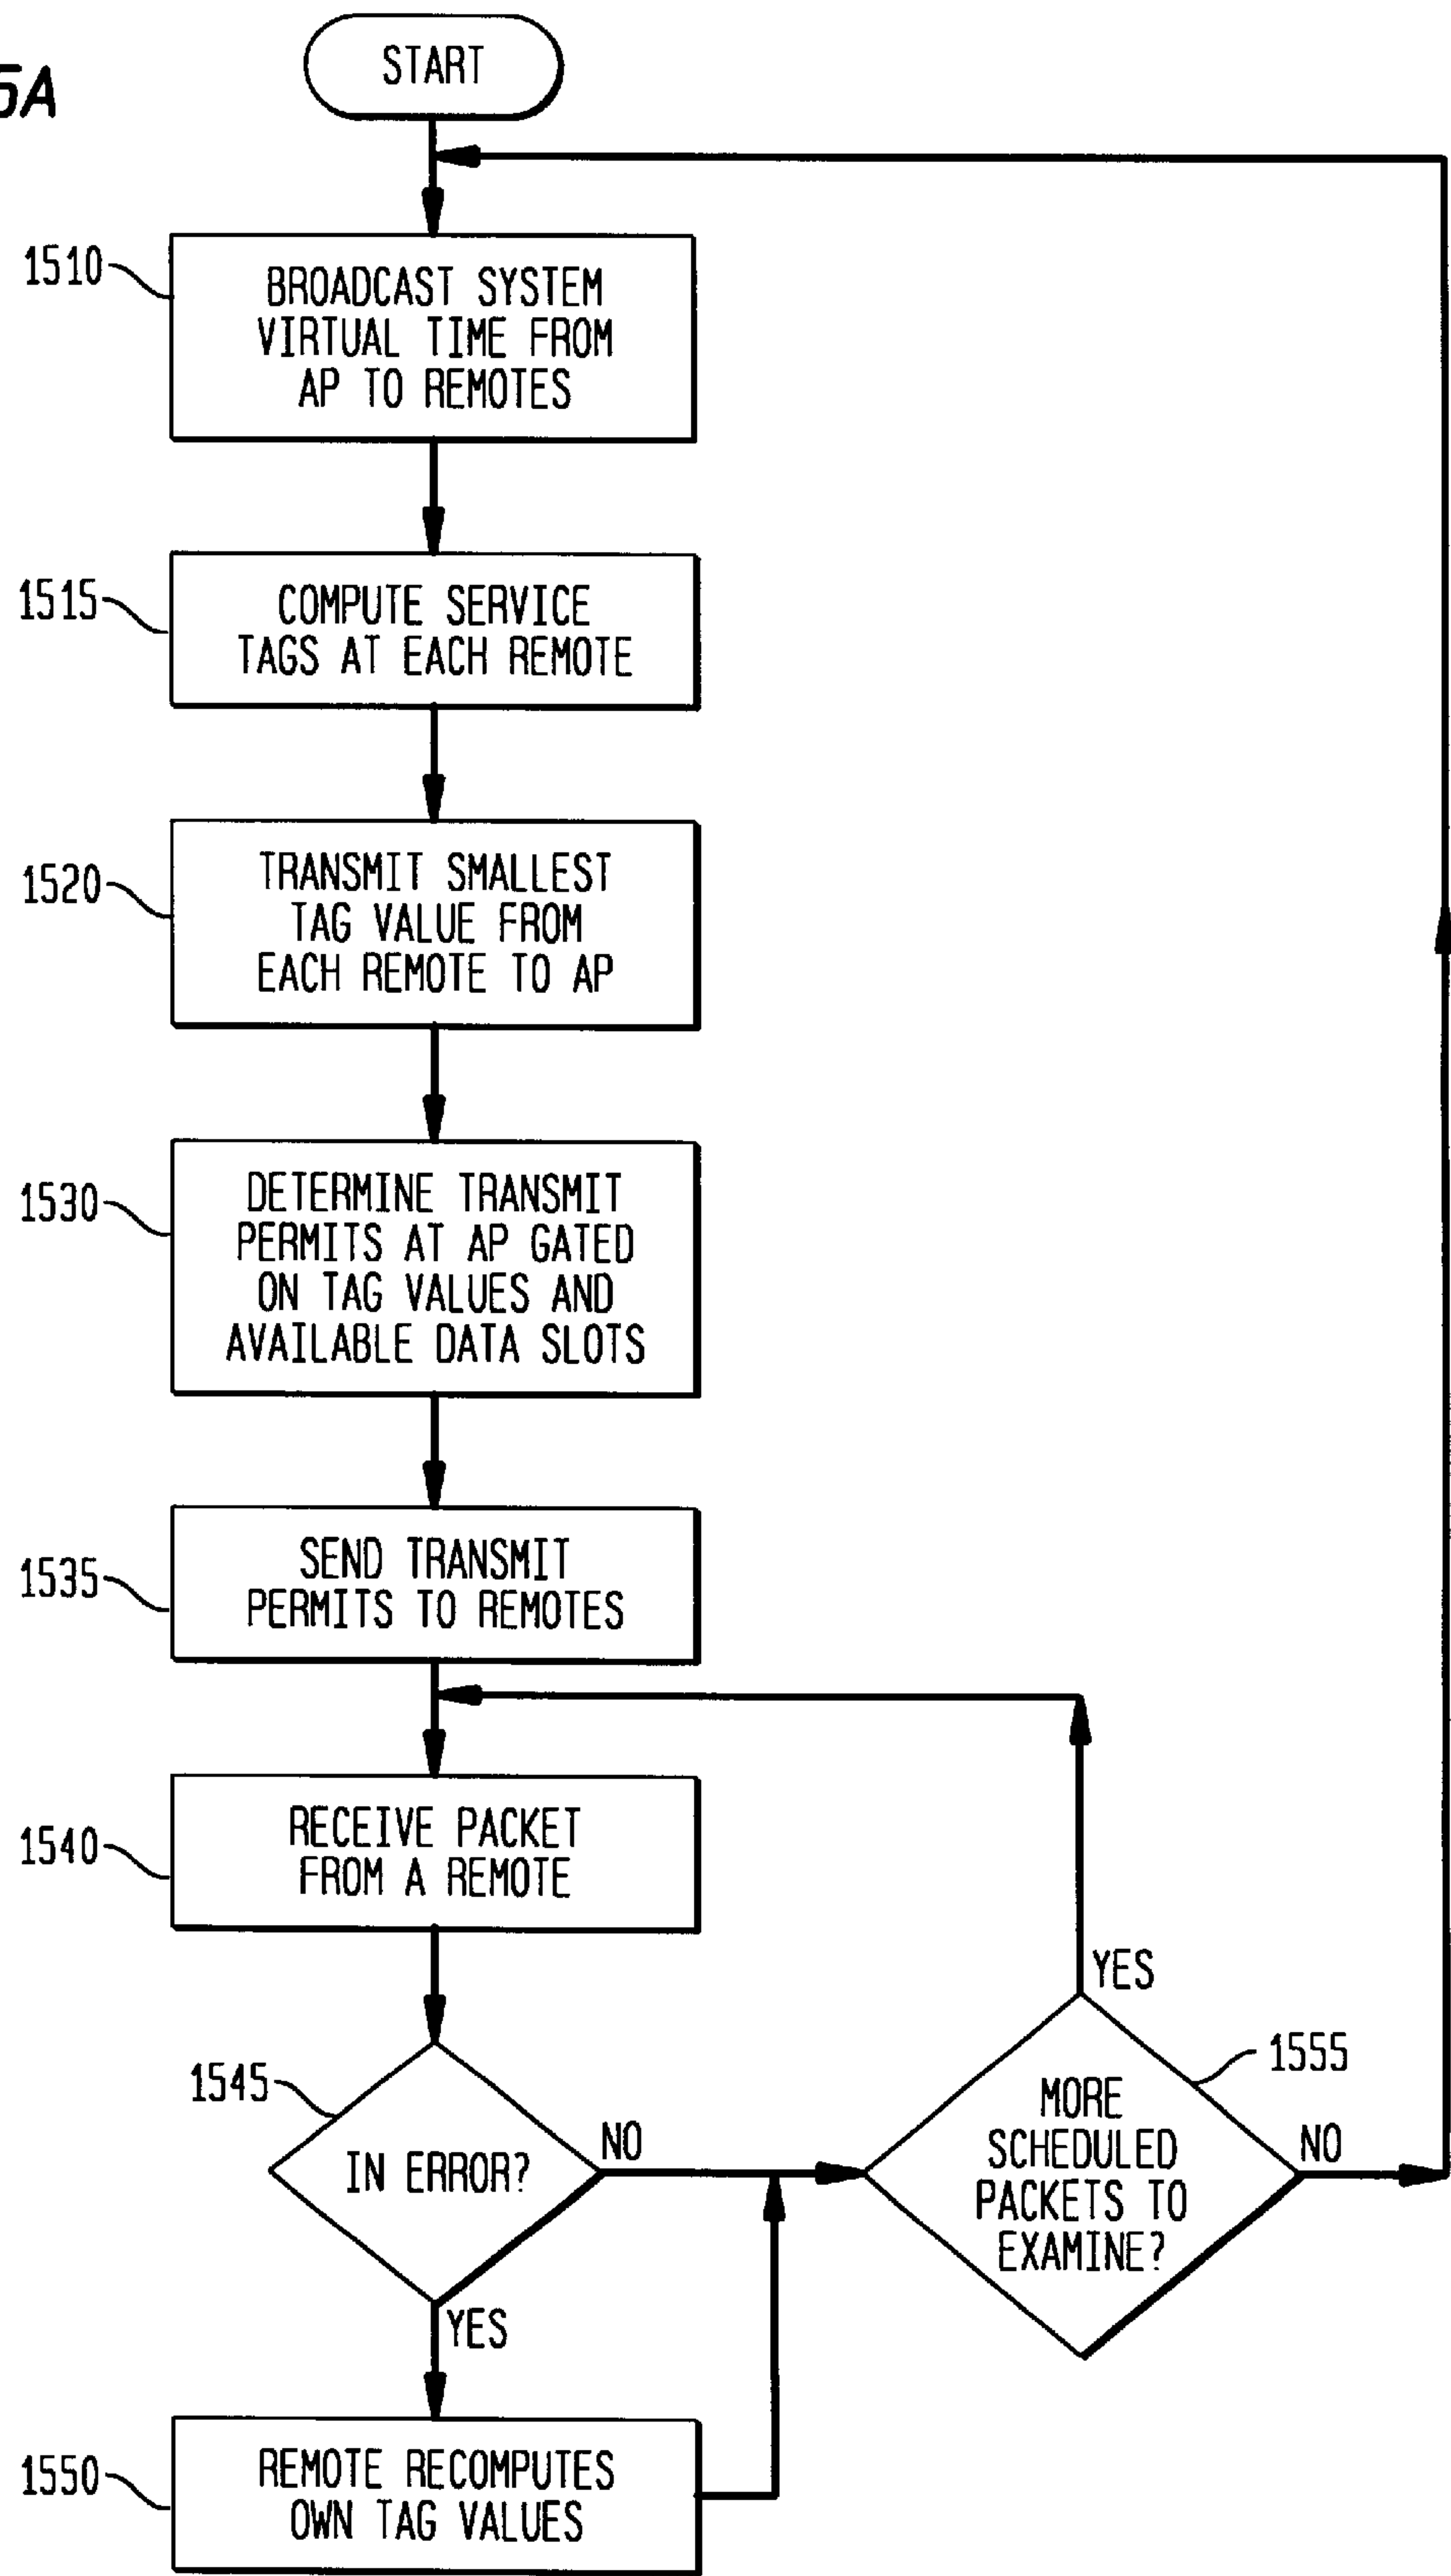 5A
START
1510
BROADCAST SYSTEM
VIRTUAL TIME FROM
AP TO REMOTES
1515
COMPUTE SERVICE
TAGS AT EACH REMOTE
1520
TRANSMIT SMALLEST
TAG VALUE FROM
EACH REMOTE TO AP
1530
DETERMINE TRANSMIT
PERMITS AT AP GATED
ON TAG VALUES AND
AVAILABLE DATA SLOTS
1535
SEND TRANSMIT
PERMITS TO REMOTES
1540
RECEIVE PACKET
FROM A REMOTE
1545
IN ERROR?
NO
YES
1550
REMOTE RECOMPUTES
OWN TAG VALUES
YES
1555
MORE
SCHEDULED
PACKETS TO
EXAMINE?
NO